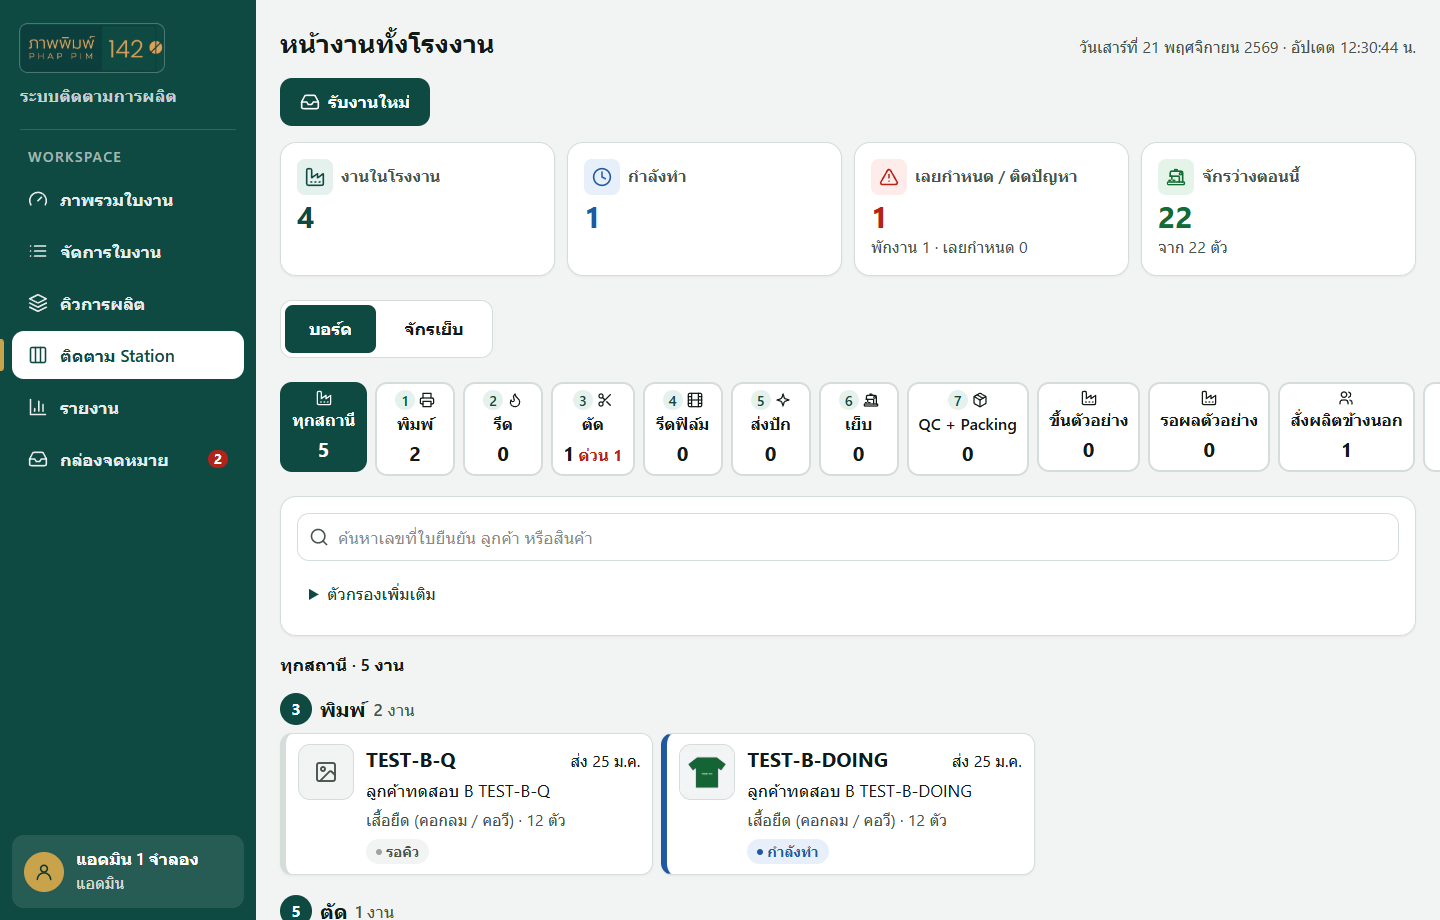 ภาพพิมพ์
PHAP PIM
142
ระบบติดตามการผลิต
WORKSPACE
ภาพรวมใบงาน
จัดการใบงาน
คิวการผลิต
ติดตาม Station
รายงาน
กล่องจดหมาย 2
แอดมิน 1 จำลอง
แอดมิน
หน้างานทั้งโรงงาน
วันเสาร์ที่ 21 พฤศจิกายน 2569 · อัปเดต 12:30:44 น.
รับงานใหม่
งานในโรงงาน
4
กำลังทำ
1
เลยกำหนด / ติดปัญหา
1
พักงาน 1 · เลยกำหนด 0
จักรว่างตอนนี้
22
จาก 22 ตัว
บอร์ด
จักรเย็บ
ทุกสถานี
5
1
พิมพ์
2
2
รีด
0
3
ตัด
1 ด่วน 1
4
รีดฟิล์ม
0
5
ส่งปัก
0
6
เย็บ
0
7
QC + Packing
0
ขึ้นตัวอย่าง
0
รอผลตัวอย่าง
0
สั่งผลิตข้างนอก
1
ค้นหาเลขที่ใบยืนยัน ลูกค้า หรือสินค้า
ตัวกรองเพิ่มเติม
ทุกสถานี · 5 งาน
3 พิมพ์ 2 งาน
TEST-B-Q ส่ง 25 ม.ค.
ลูกค้าทดสอบ B TEST-B-Q
เสื้อยืด (คอกลม / คอวี) · 12 ตัว
รอคิว
TEST-B-DOING ส่ง 25 ม.ค.
ลูกค้าทดสอบ B TEST-B-DOING
เสื้อยืด (คอกลม / คอวี) · 12 ตัว
กำลังทำ
5 ตัด 1 งาน